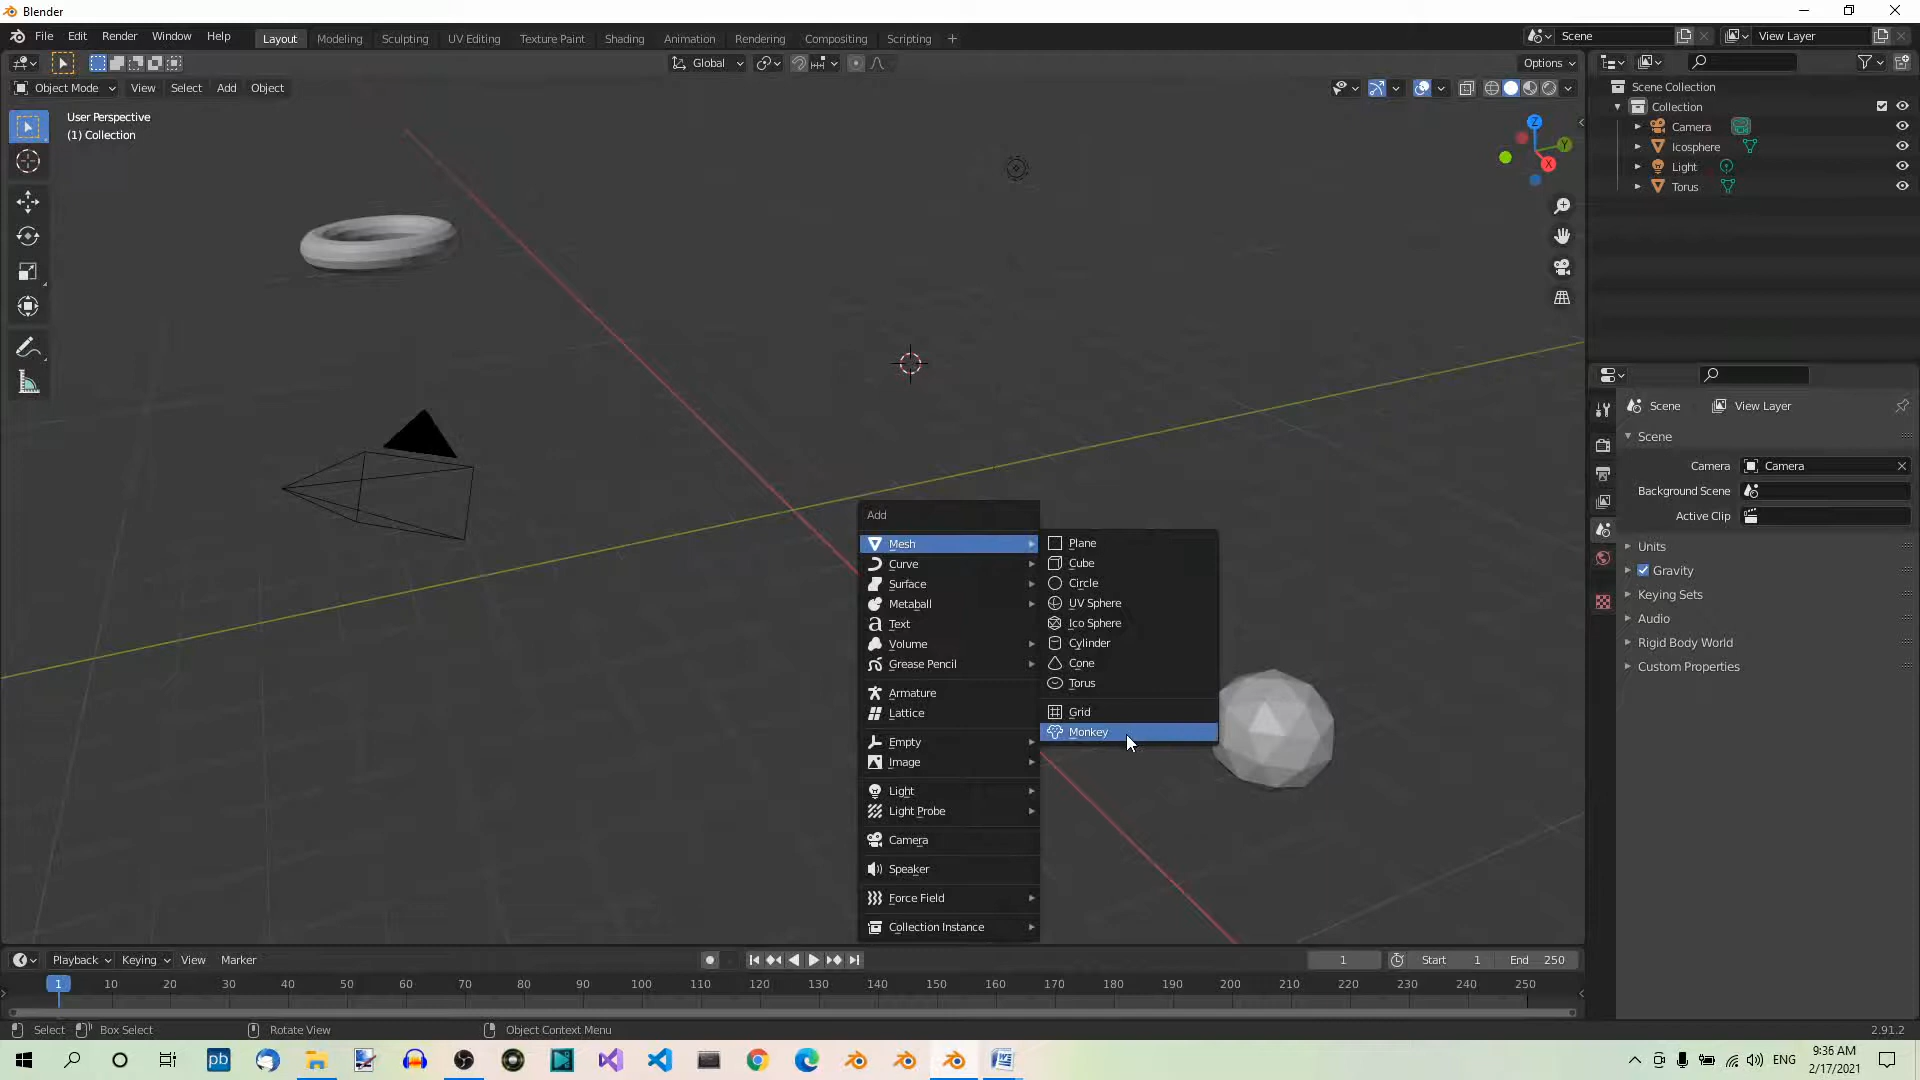 Blender
File Edit Render Window Help
Layout Modeling Sculpting UV Editing Texture Paint Shading Animation Rendering Compositing Scripting
Scene
View Layer
Global
Options
Object Mode View Select Add Object
User Perspective
(1) Collection
Z
Y
X
Scene Collection
Collection
Camera
Icosphere
Light
Torus
Scene View Layer
Scene
Camera Camera
Background Scene
Active Clip
Units
Gravity
Keying Sets
Audio
Rigid Body World
Custom Properties
Add
Mesh
Curve
Surface
Metaball
Text
Volume
Grease Pencil
Armature
Lattice
Empty
Image
Light
Light Probe
Camera
Speaker
Force Field
Collection Instance
Plane
Cube
Circle
UV Sphere
Ico Sphere
Cylinder
Cone
Torus
Grid
Monkey
Playback Keying View Marker
1 Start 1 End 250
1 10 20 30 40 50 60 70 80 90 100 110 120 130 140 150 160 170 180 190 200 210 220 230 240 250
Select Box Select Rotate View Object Context Menu 2.91.2
pb
ENG
9:36 AM
2/17/2021